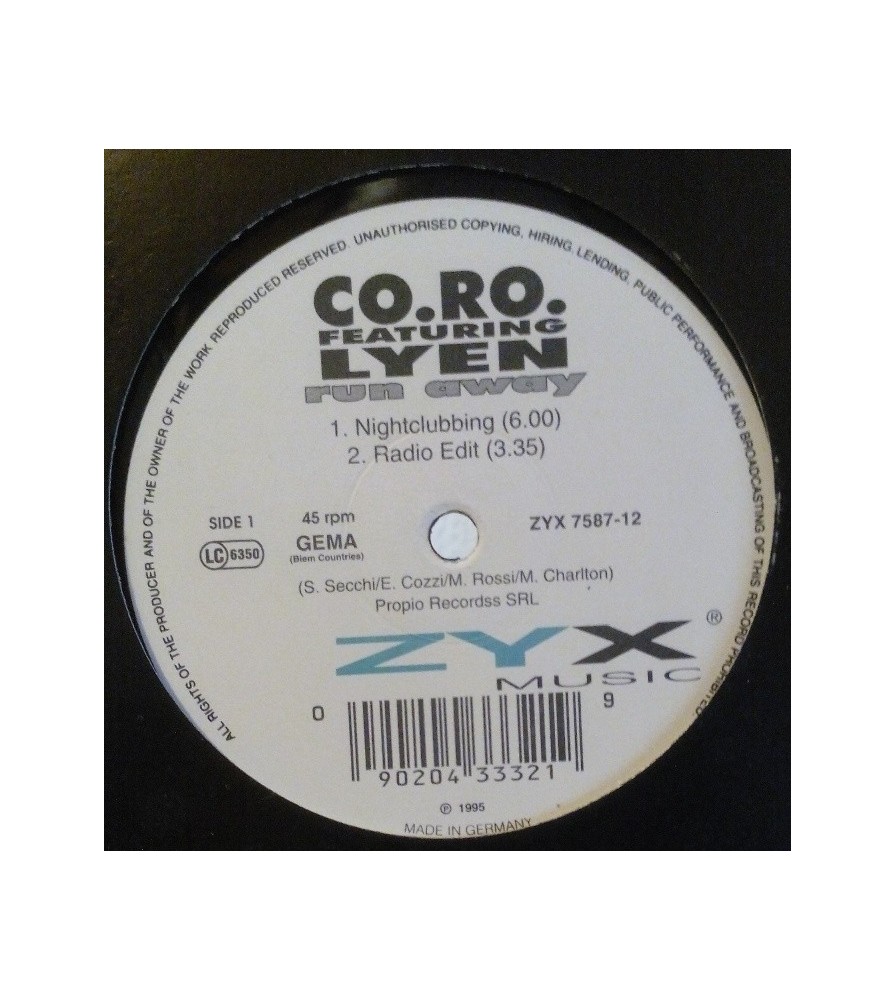 ALL RIGHTS OF THE PRODUCER AND OF THE OWNER OF THE WORK REPRODUCED RESERVED. UNAUTHORISED COPYING, HIRING, LENDING, PUBLIC PERFORMANCE AND BROADCASTING OF THIS RECORD PROHIBITED.
CO.RO.
FEATURING
LYEN
run away
1. Nightclubbing (6.00)
2. Radio Edit (3.35)
SIDE 1
45 rpm
ZYX 7587-12
LC 6350
GEMA
(Biem Countries)
(S. Secchi/E. Cozzi/M. Rossi/M. Charlton)
Propio Recordss SRL
ZYX ®
MUSIC
0 90204 33321 9
℗ 1995
MADE IN GERMANY